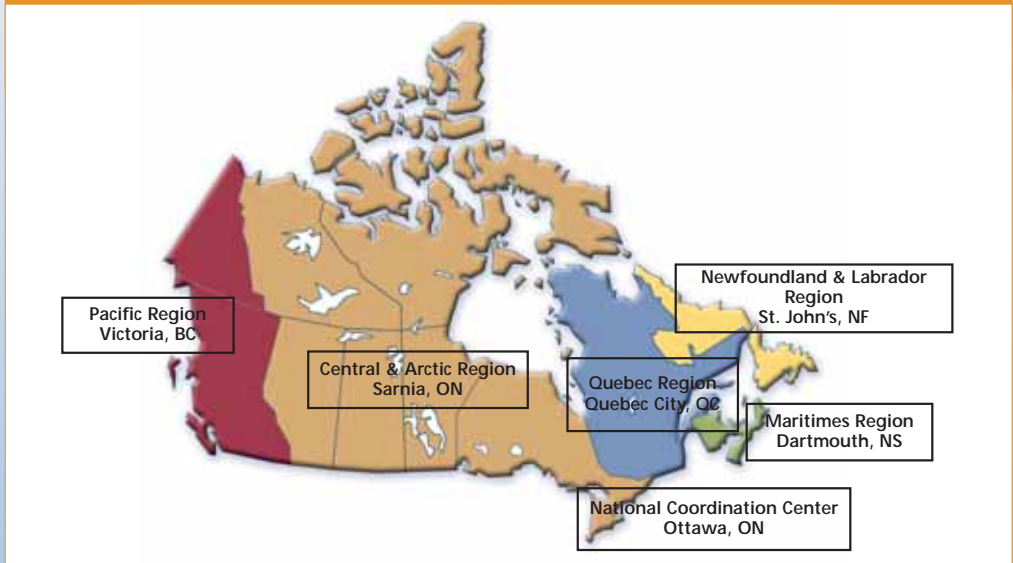 Newfoundland & Labrador
Region
St. John's, NF
Pacific Region
Victoria, BC
Central & Arctic Region
Sarnia, ON
Quebec Region
Quebec City, QC
Maritimes Region
Dartmouth, NS
National Coordination Center
Ottawa, ON